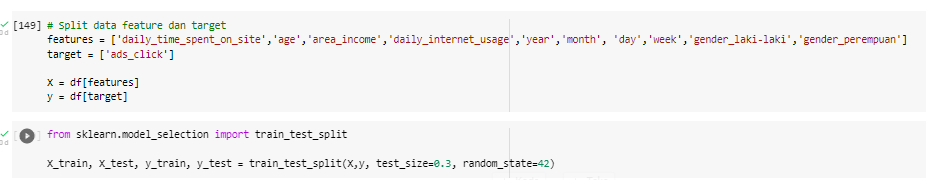 [149] # Split data feature dan target
features = ['daily_time_spent_on_site','age','area_income','daily_internet_usage','year','month', 'day','week','gender_laki-laki','gender_perempuan']
target = ['ads_click']
X = df[features]
y = df[target]
from sklearn.model_selection import train_test_split
X_train, X_test, y_train, y_test = train_test_split(X,y, test_size=0.3, random_state=42)